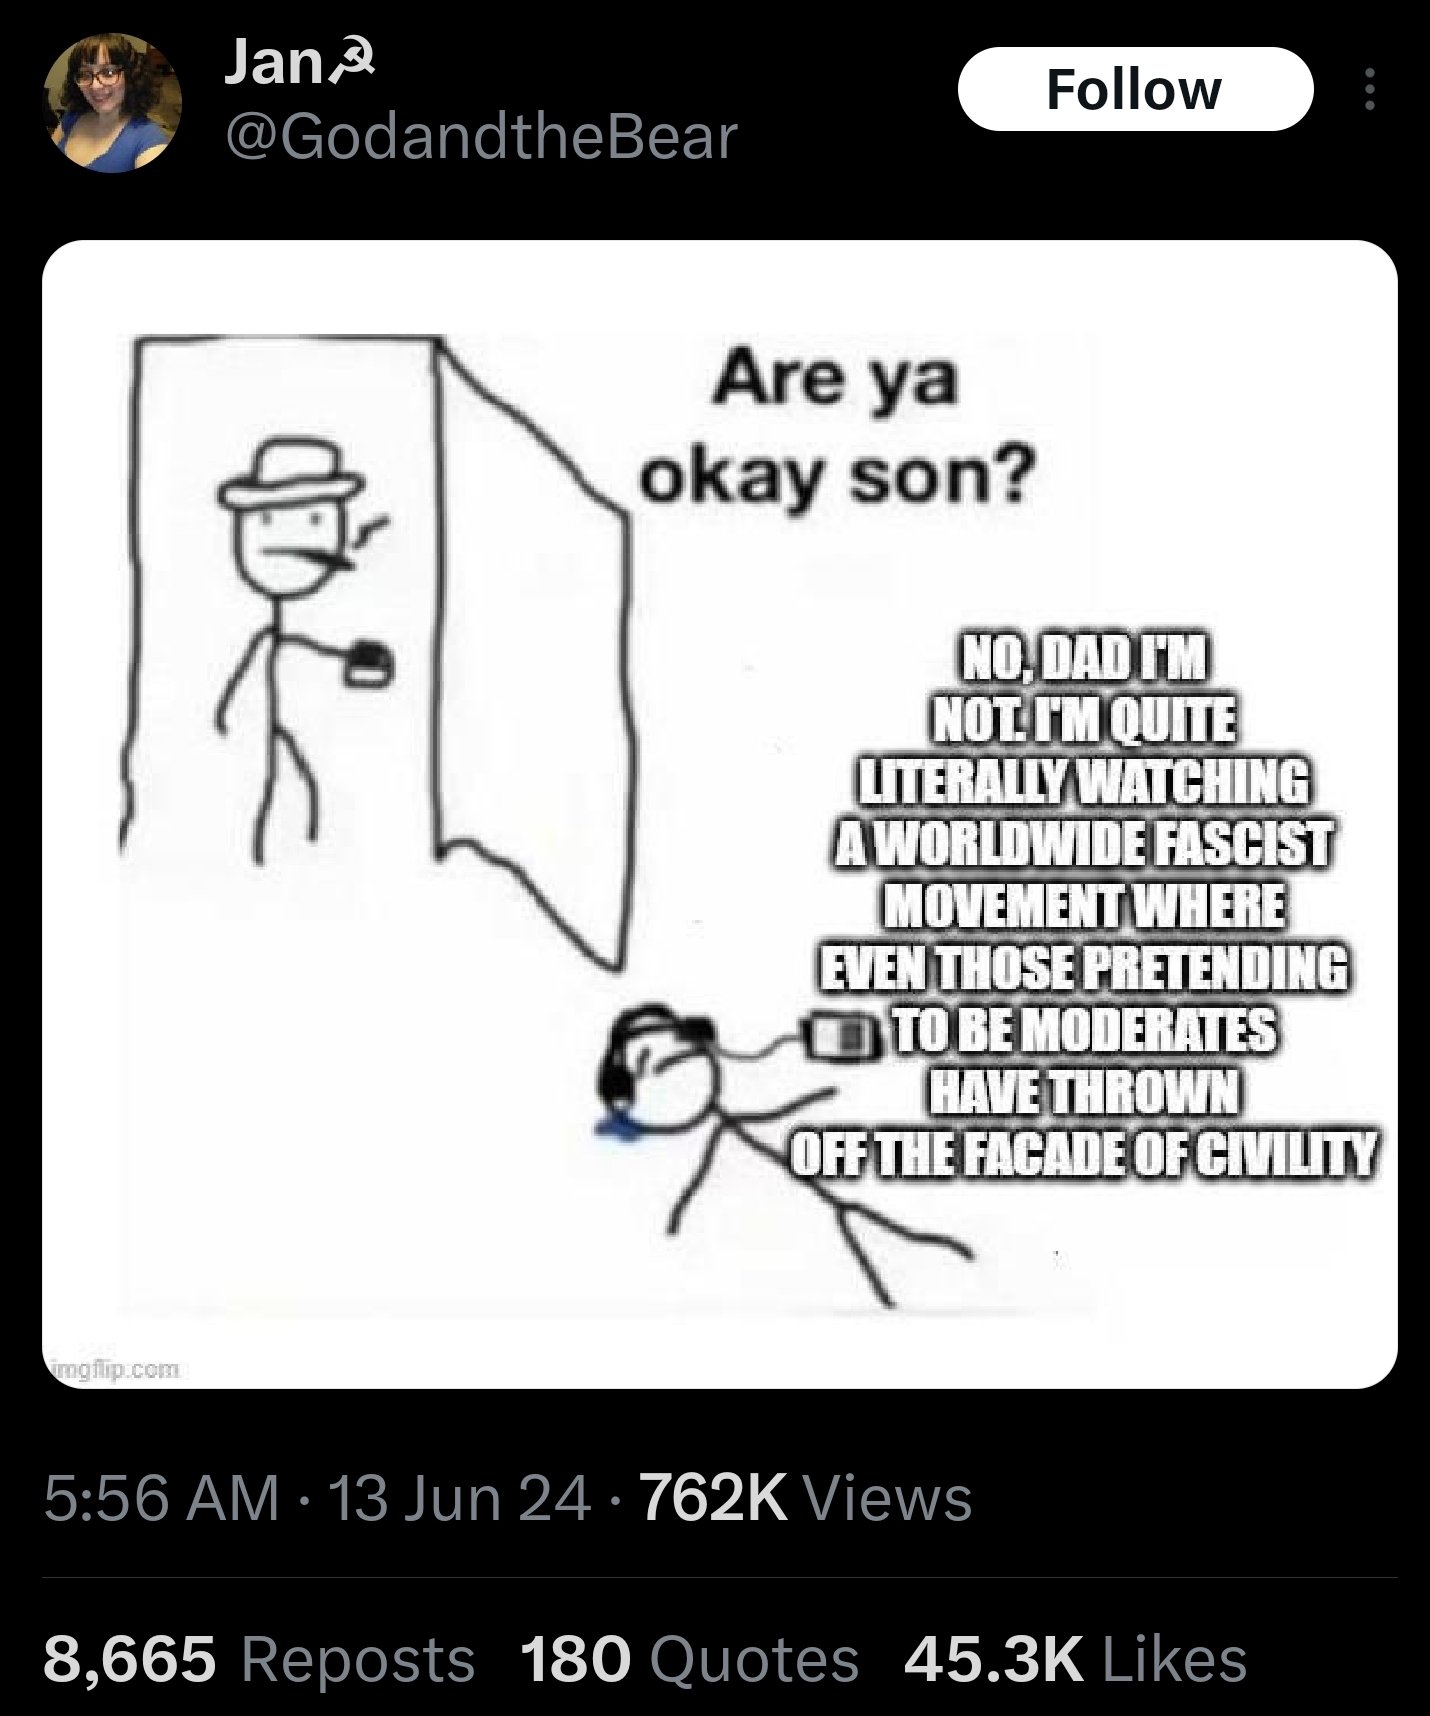 Jan☭
@GodandtheBear
Follow
Are ya
okay son?
NO, DAD I'M
NOT. I'M QUITE
LITERALLY WATCHING
A WORLDWIDE FASCIST
MOVEMENT WHERE
EVEN THOSE PRETENDING
TO BE MODERATES
HAVE THROWN
OFF THE FACADE OF CIVILITY
imgflip.com
5:56 AM · 13 Jun 24 · 762K Views
8,665 Reposts 180 Quotes 45.3K Likes